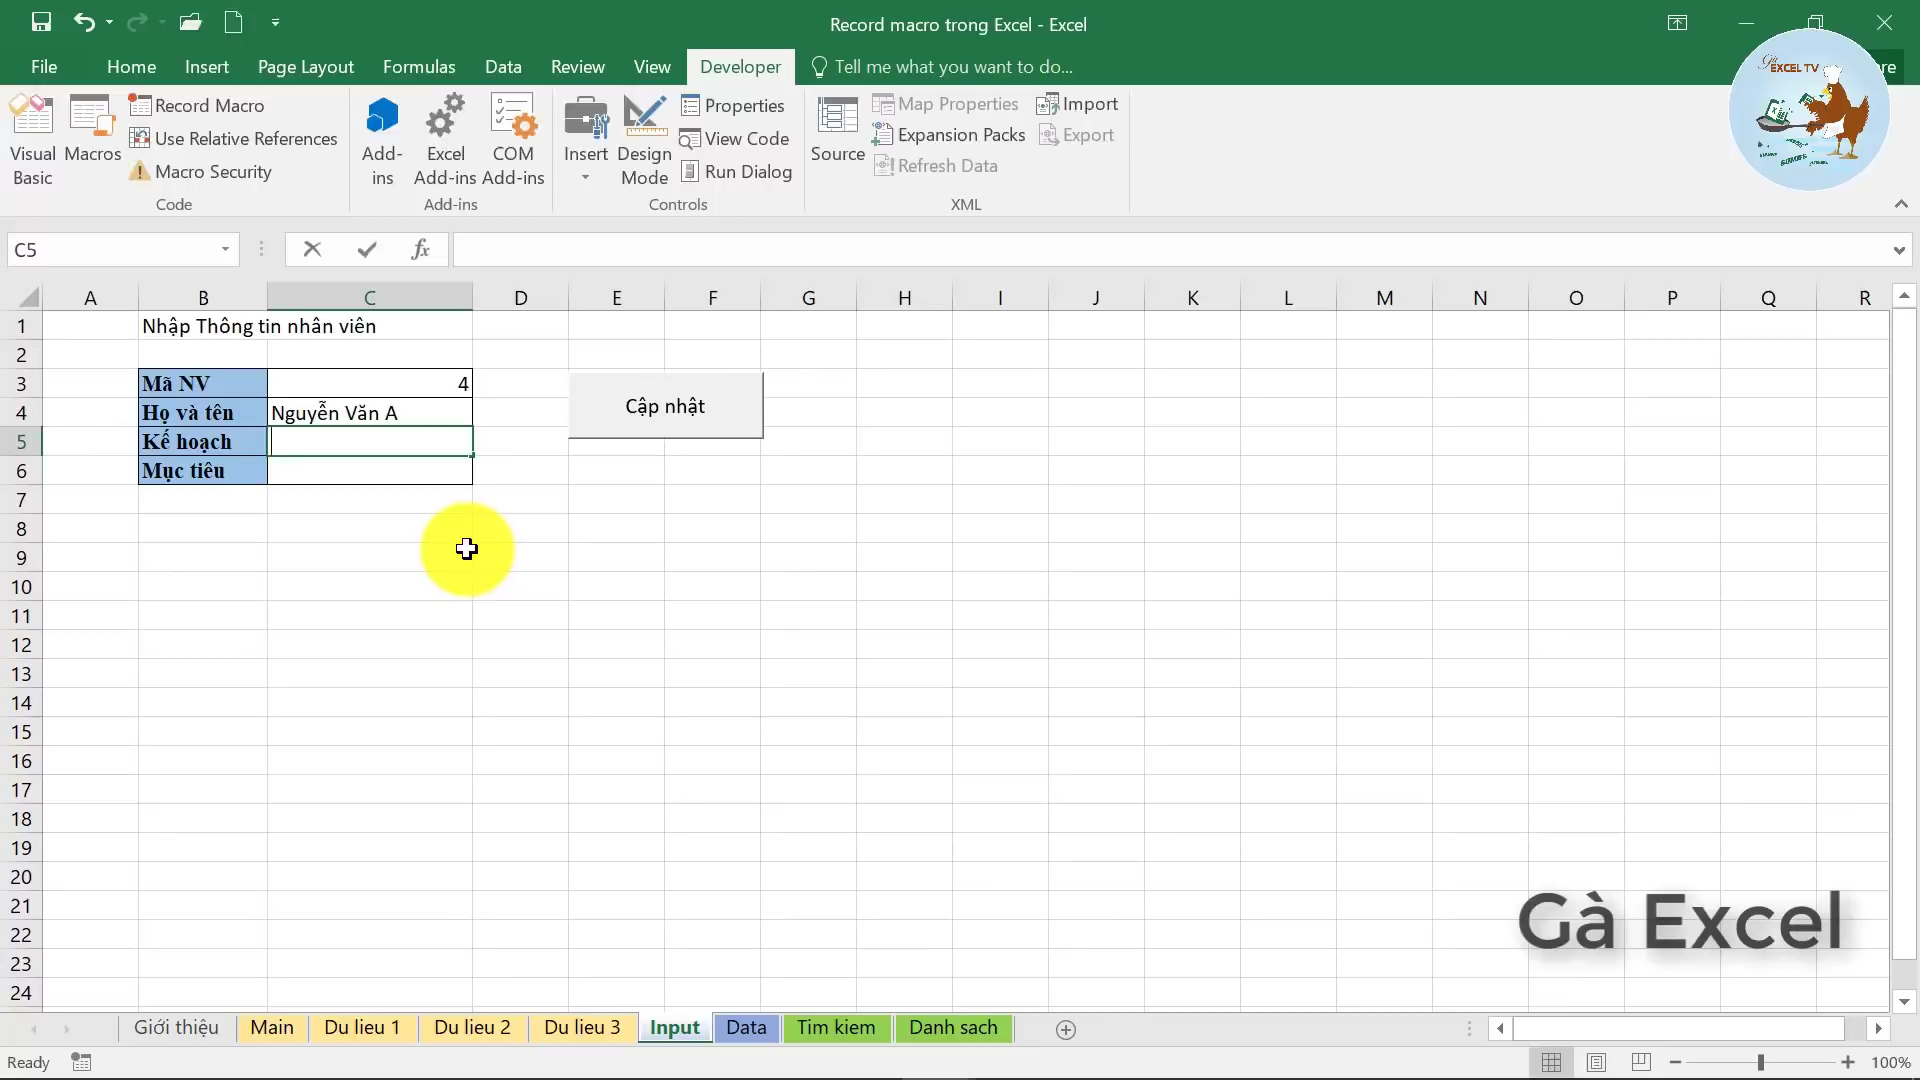 Record macro trong Excel - Excel
File Home Insert Page Layout Formulas Data Review View Developer Tell me what you want to do...
Gà
EXCEL TV
Visual Basic
Macros
Record Macro
Use Relative References
Macro Security
Code
Add-ins
Excel Add-ins
COM Add-ins
Add-ins
Insert
Design Mode
Properties
View Code
Run Dialog
Controls
Source
Map Properties
Expansion Packs
Refresh Data
Import
Export
XML
C5
fx
A B C D E F G H I J K L M N O P Q R
1 Nhập Thông tin nhân viên
2
3 Mã NV 4
4 Họ và tên Nguyễn Văn A
5 Kế hoạch
6 Mục tiêu
Cập nhật
7
8
9
10
11
12
13
14
15
16
17
18
19
20
21
22
23
24
Gà Excel
Giới thiệu Main Du lieu 1 Du lieu 2 Du lieu 3 Input Data Tim kiem Danh sach
Ready 100%